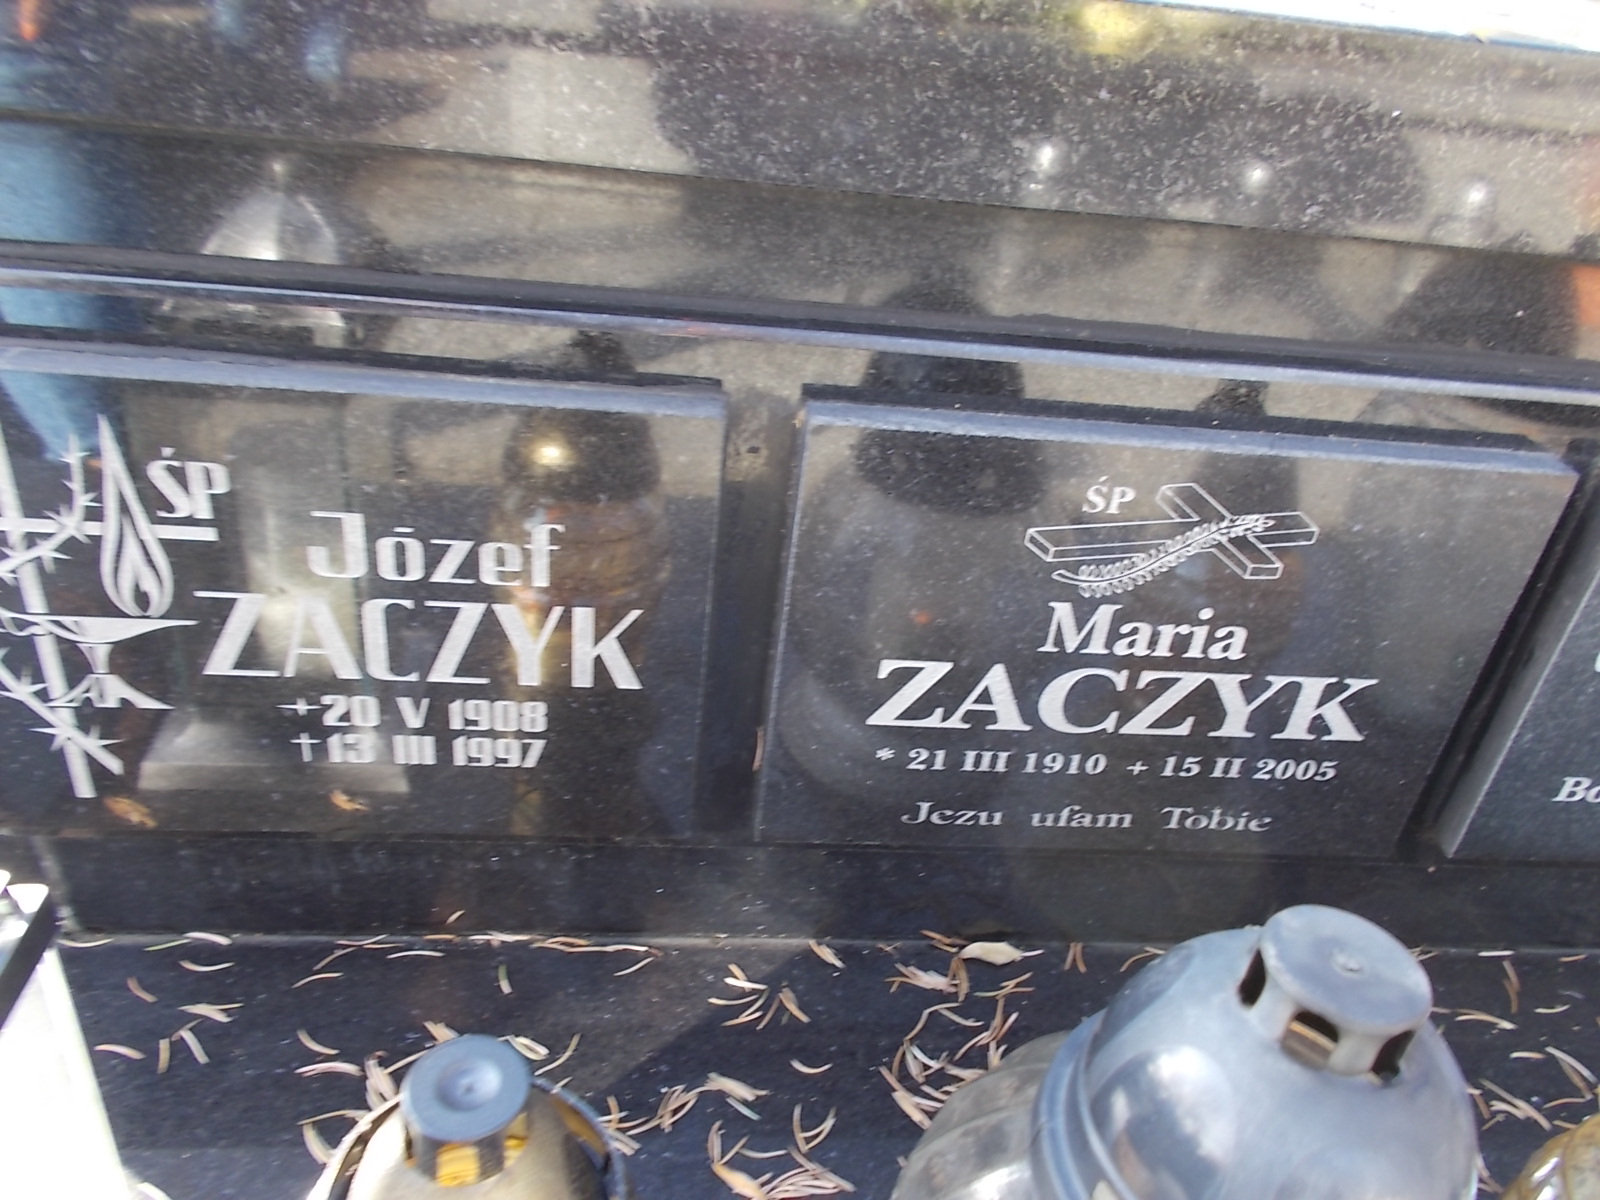 ŚP
Józef
ZACZYK
+20 V 1908
†13 III 1997
ŚP
Maria
ZACZYK
* 21 III 1910 + 15 II 2005
Jezu ufam Tobie